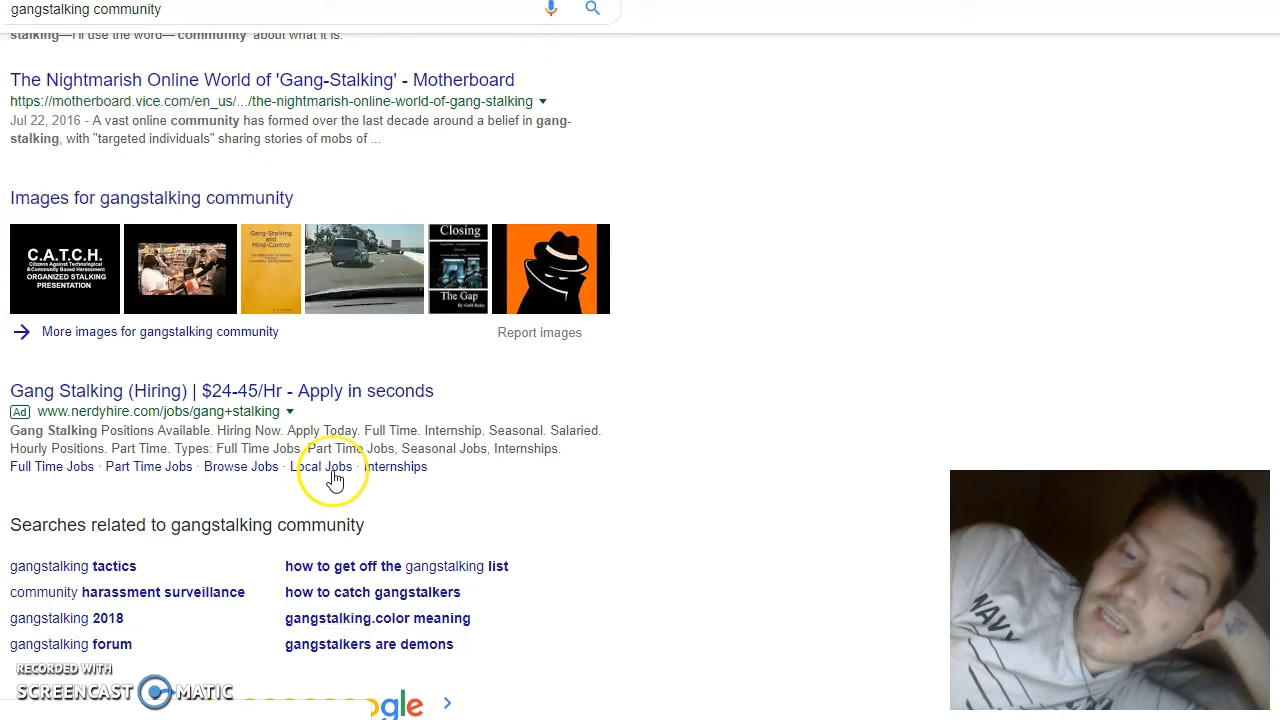 gangstalking community
stalking—I'll use the word— community about what it is.
The Nightmarish Online World of 'Gang-Stalking' - Motherboard
https://motherboard.vice.com/en_us/.../the-nightmarish-online-world-of-gang-stalking
Jul 22, 2016 - A vast online community has formed over the last decade around a belief in gang-
stalking, with "targeted individuals" sharing stories of mobs of ...
Images for gangstalking community
C.A.T.C.H.
Citizens Against Technological
& Community Based Harassment
ORGANIZED STALKING
PRESENTATION
Gang-Stalking
and
Mind-Control
Closing
The Gap
More images for gangstalking community
Report images
Gang Stalking (Hiring) | $24-45/Hr - Apply in seconds
Ad www.nerdyhire.com/jobs/gang+stalking
Gang Stalking Positions Available. Hiring Now. Apply Today. Full Time. Internship. Seasonal. Salaried.
Hourly Positions. Part Time. Types: Full Time Jobs, Part Time Jobs, Seasonal Jobs, Internships.
Full Time Jobs · Part Time Jobs · Browse Jobs · Local Jobs · Internships
Searches related to gangstalking community
gangstalking tactics
how to get off the gangstalking list
community harassment surveillance
how to catch gangstalkers
gangstalking 2018
gangstalking.color meaning
gangstalking forum
gangstalkers are demons
RECORDED WITH
SCREENCAST MATIC
ogle
NAVY